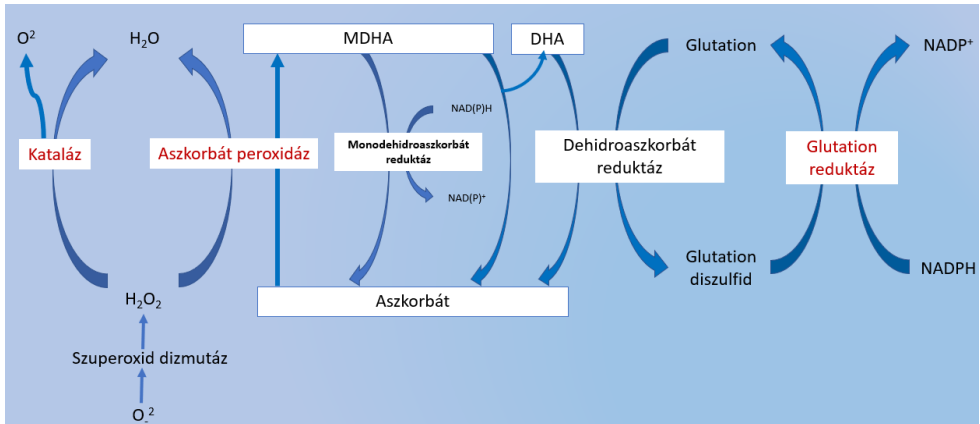 O²
H₂O
MDHA
DHA
Glutation
NADP⁺
NAD(P)H
Kataláz
Aszkorbát peroxidáz
Monodehidroaszkorbát
reduktáz
Dehidroaszkorbát
reduktáz
Glutation
reduktáz
NAD(P)⁺
Glutation
diszulfid
NADPH
H₂O₂
Aszkorbát
Szuperoxid dizmutáz
O₋²